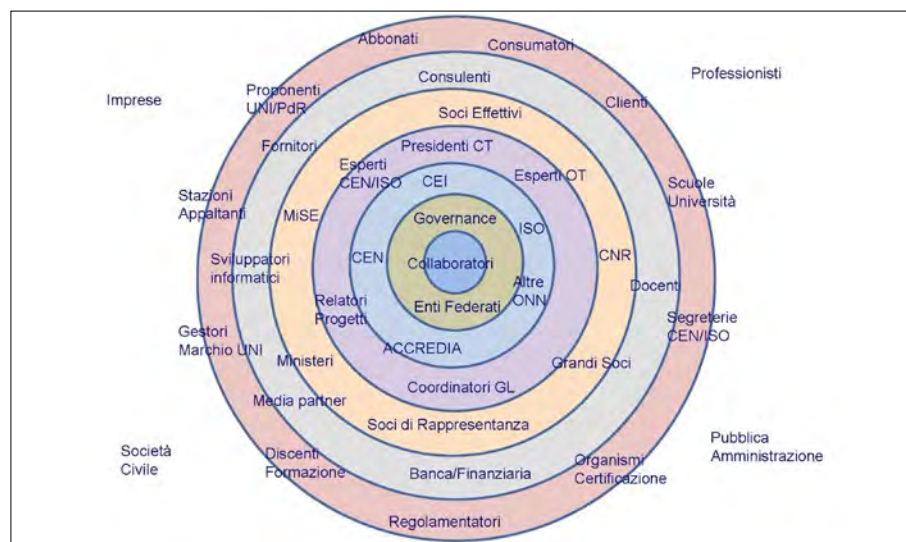 Abbonati
Consumatori
Professionisti
Imprese
Consulenti
Proponenti
UNI/PdR
Clienti
Soci Effettivi
Fornitori
Presidenti CT
Esperti
CEN/ISO
CEI
Esperti OT
Scuole
Università
Stazioni
Appaltanti
MiSE
Governance
ISO
CNR
CEN
Collaboratori
Sviluppatori
informatici
Altre
ONN
Docenti
Relatori
Progetti
Enti Federati
Segreterie
CEN/ISO
Gestori
Marchio UNI
ACCREDIA
Ministeri
Grandi Soci
Coordinatori GL
Media partner
Soci di Rappresentanza
Società
Civile
Pubblica
Amministrazione
Discenti
Formazione
Banca/Finanziaria
Organismi
Certificazione
Regolamentatori